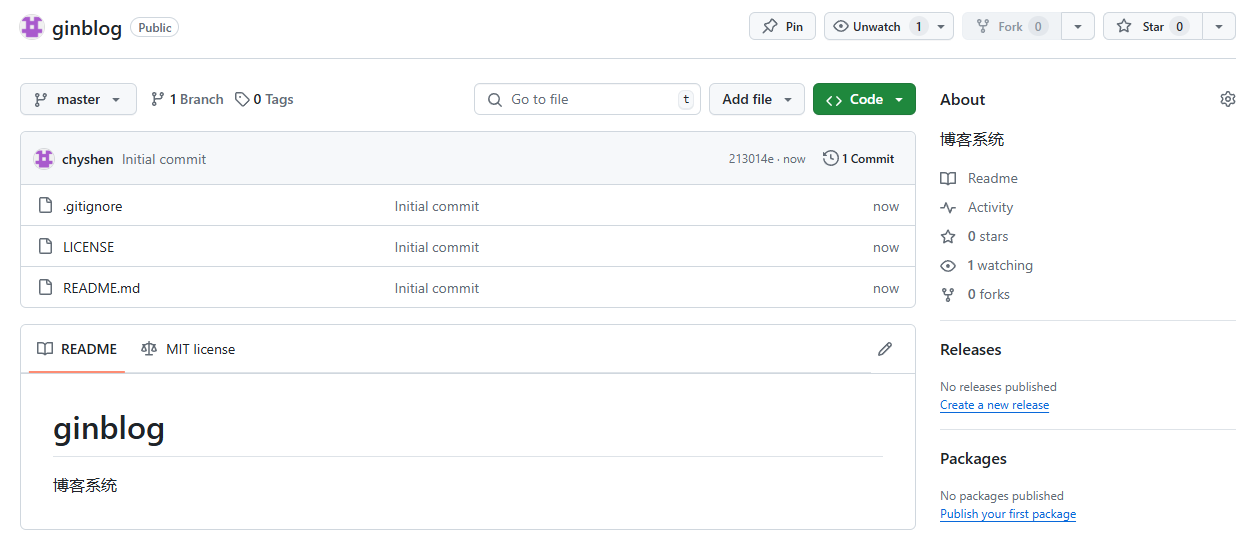 ginblog Public Pin Unwatch 1 Fork 0 Star 0
master 1 Branch 0 Tags Go to file t Add file Code
chyshen Initial commit 213014e · now 1 Commit
.gitignore Initial commit now
LICENSE Initial commit now
README.md Initial commit now
README MIT license
ginblog
博客系统
About
博客系统
Readme
Activity
0 stars
1 watching
0 forks
Releases
No releases published
Create a new release
Packages
No packages published
Publish your first package